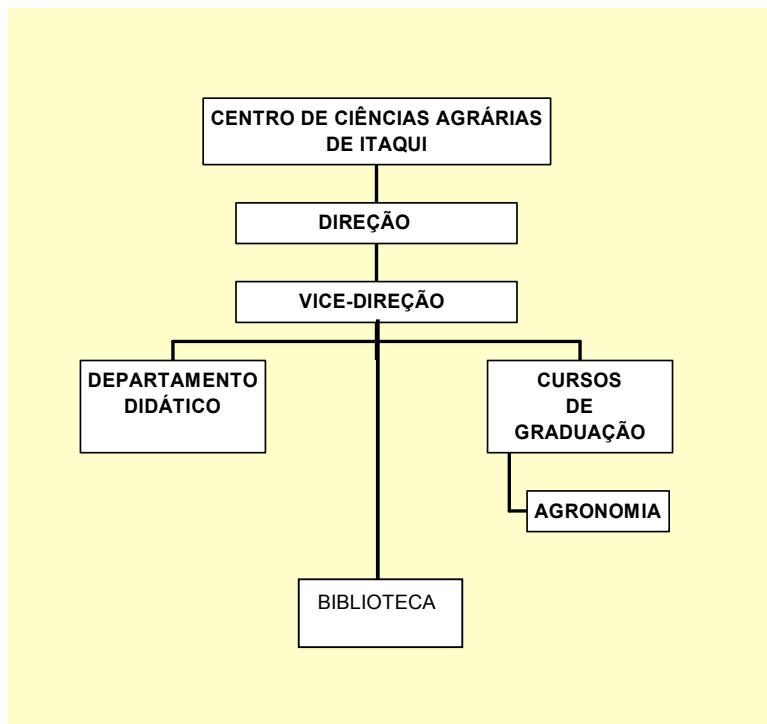 CENTRO DE CIÊNCIAS AGRÁRIAS
DE ITAQUI
DIREÇÃO
VICE-DIREÇÃO
DEPARTAMENTO
DIDÁTICO
CURSOS
DE
GRADUAÇÃO
AGRONOMIA
BIBLIOTECA